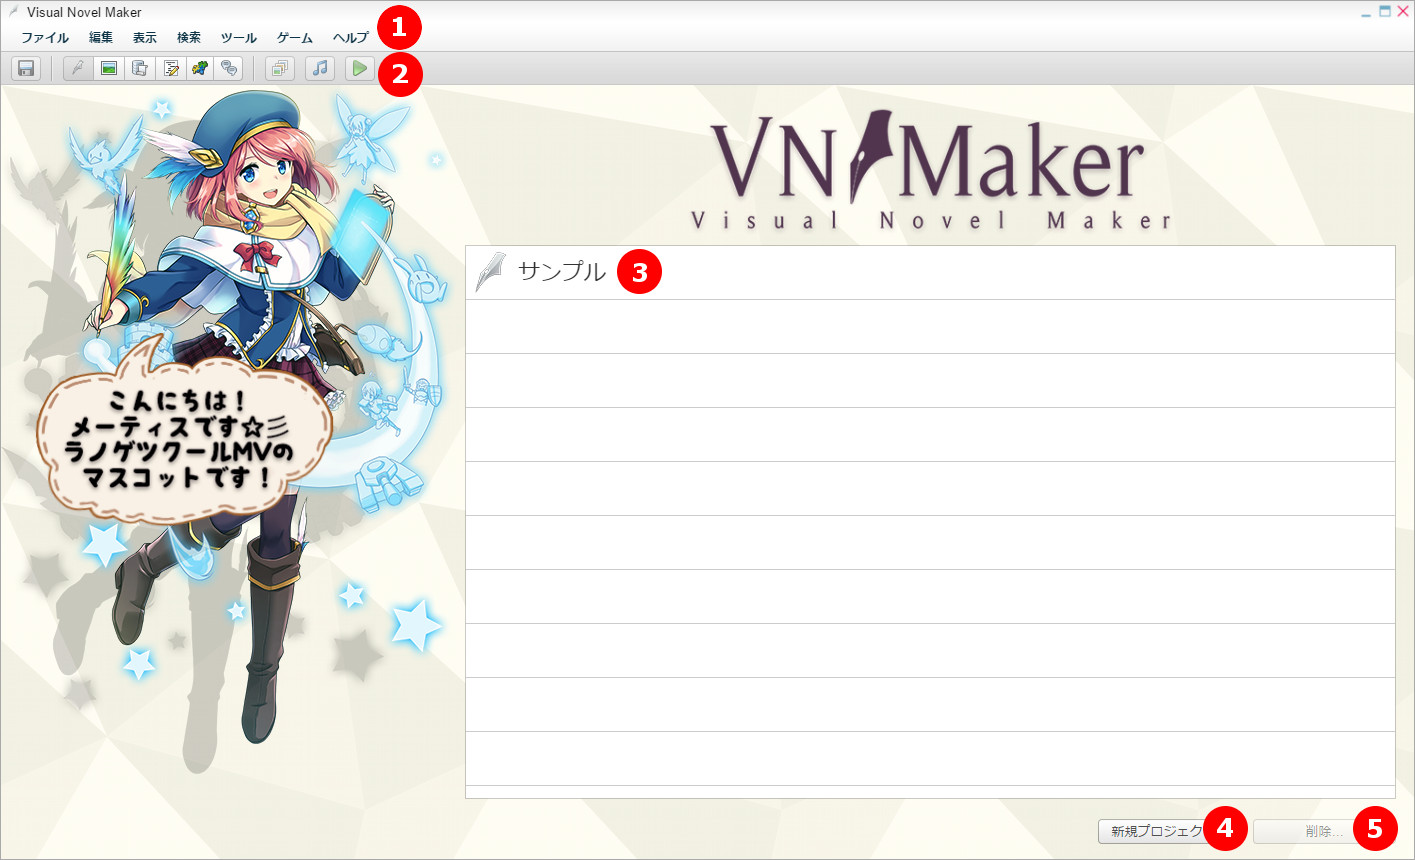 Visual Novel Maker
ファイル 編集 表示 検索 ツール ゲーム ヘルプ 1
2
VN Maker
Visual Novel Maker
サンプル 3
こんにちは!
メーティスです☆彡
ラノゲツクールMVの
マスコットです!
新規プロジェク 4 削除... 5